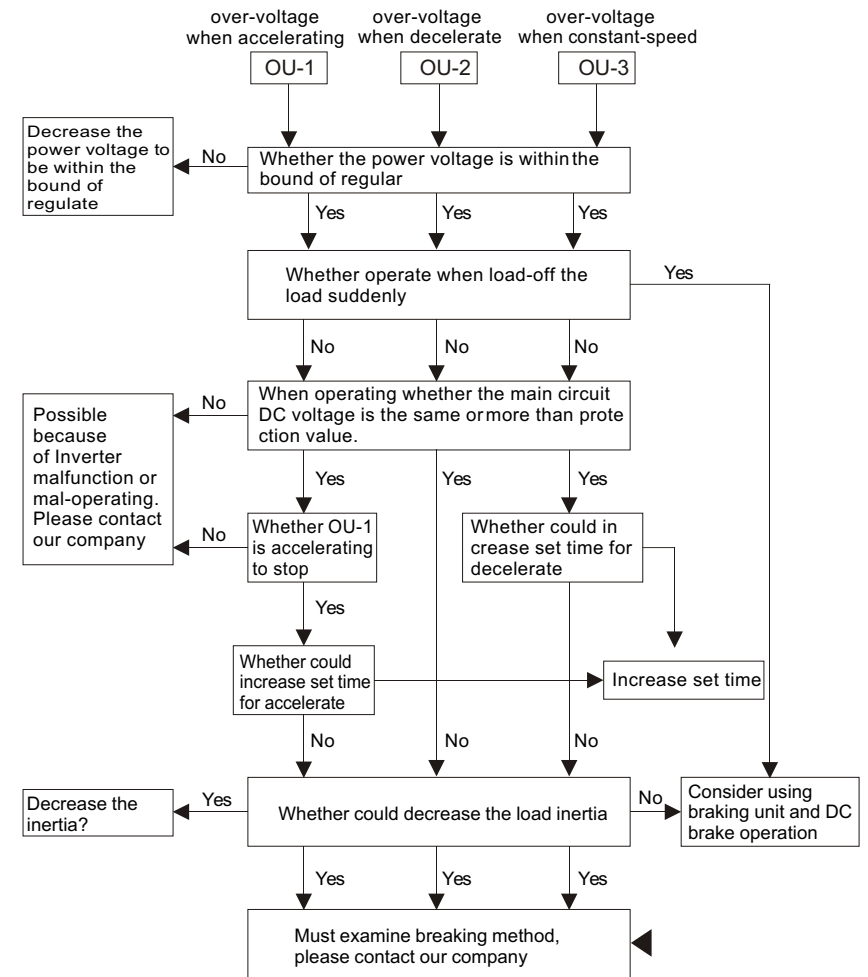 over-voltage
when accelerating
over-voltage
when decelerate
over-voltage
when constant-speed
OU-1
OU-2
OU-3
Decrease the
power voltage to
be within the
bound of
regulate
No
Whether the power voltage is within the
bound of regular
Yes
Yes
Yes
Whether operate when load-off the
load suddenly
Yes
No
No
No
When operating whether the main circuit
DC voltage is the same or more than prote
ction value.
No
Possible
because
of Inverter
malfunction or
mal-operating.
Please contact
our company
Yes
Yes
Yes
No
Whether OU-1
is accelerating
to stop
Whether could in
crease set time for
decelerate
Yes
Whether could
increase set time
for accelerate
Increase set time
No
No
No
Decrease the
inertia?
Yes
Whether could decrease the load inertia
No
Consider using
braking unit and DC
brake operation
Yes
Yes
Yes
Must examine breaking method,
please contact our company